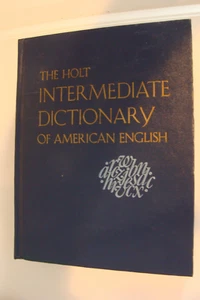 THE HOLT
INTERMEDIATE
DICTIONARY
OF AMERICAN ENGLISH